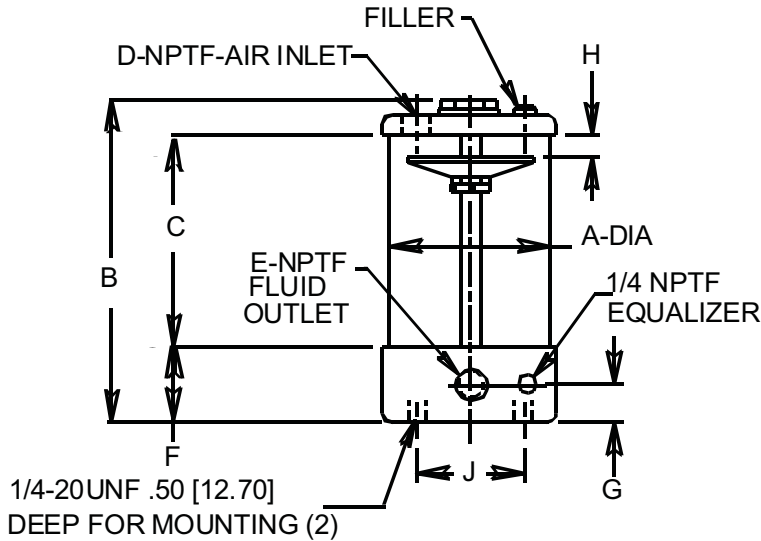 FILLER
D-NPTF-AIR INLET
H
C
B
A-DIA
E-NPTF
FLUID
OUTLET
1/4 NPTF
EQUALIZER
F
J
G
1/4-20UNF .50 [12.70]
DEEP FOR MOUNTING (2)